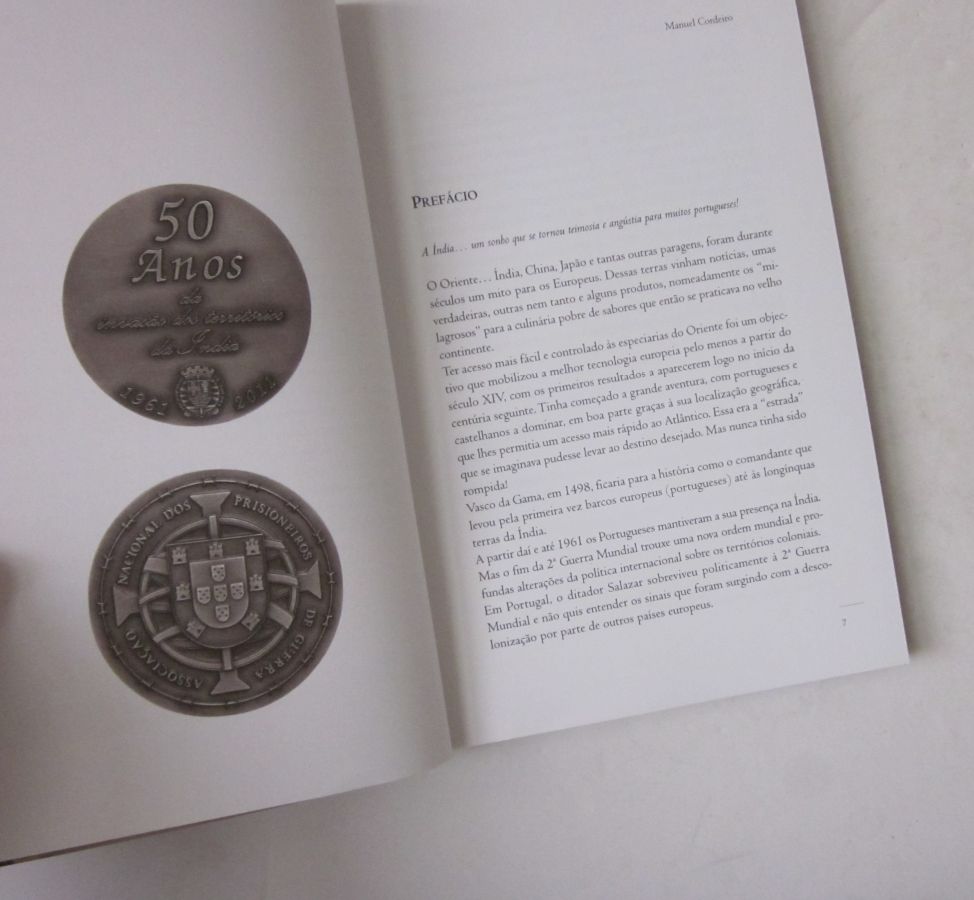 50
Anos
da
invasão dos territórios
da Índia
1961
ASSOCIAÇÃO NACIONAL DOS PRISIONEIROS DE GUERRA
Manuel Cordeiro
PREFÁCIO
A Índia... um sonho que se tornou teimosia e angústia para muitos portugueses!
O Oriente... Índia, China, Japão e tantas outras paragens, foram durante
séculos um mito para os Europeus. Dessas terras vinham notícias, umas
verdadeiras, outras nem tanto e alguns produtos, nomeadamente os “mi-
lagrosos” para a culinária pobre de sabores que então se praticava no velho
continente.
Ter acesso mais fácil e controlado às especiarias do Oriente foi um objec-
tivo que mobilizou a melhor tecnologia europeia pelo menos a partir do
século XIV, com os primeiros resultados a aparecerem logo no início da
centúria seguinte. Tinha começado a grande aventura, com portugueses e
castelhanos a dominar, em boa parte graças à sua localização geográfica,
que lhes permitia um acesso mais rápido ao Atlântico. Essa era a “estrada”
que se imaginava pudesse levar ao destino desejado. Mas nunca tinha sido
rompida!
Vasco da Gama, em 1498, ficaria para a história como o comandante que
levou pela primeira vez barcos europeus (portugueses) até às longínquas
terras da Índia.
A partir daí e até 1961 os Portugueses mantiveram a sua presença na Índia.
Mas o fim da 2ª Guerra Mundial trouxe uma nova ordem mundial e pro-
fundas alterações da política internacional sobre os territórios coloniais.
Em Portugal, o ditador Salazar sobreviveu politicamente à 2ª Guerra
Mundial e não quis entender os sinais que foram surgindo com a desco-
lonização por parte de outros países europeus.
7